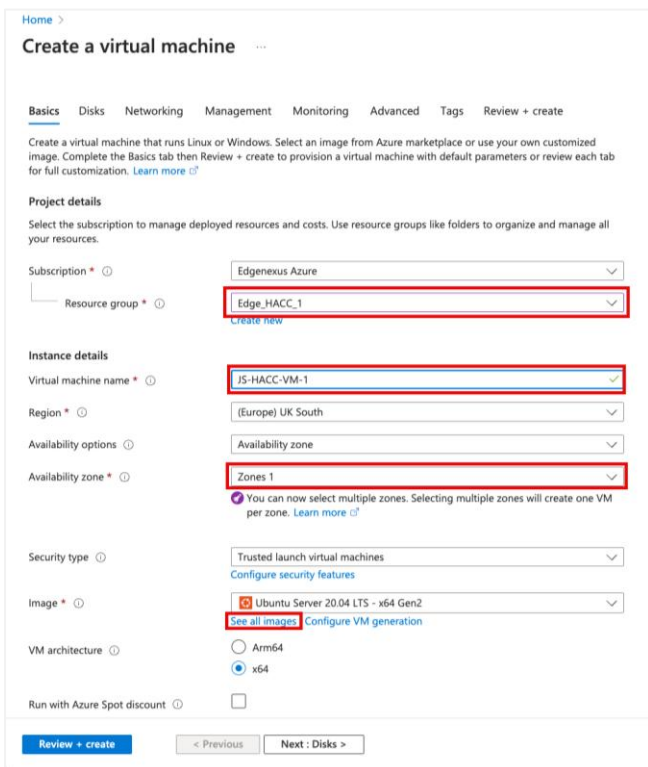 Home >
Create a virtual machine ...
Basics Disks Networking Management Monitoring Advanced Tags Review + create
Create a virtual machine that runs Linux or Windows. Select an image from Azure marketplace or use your own customized
image. Complete the Basics tab then Review + create to provision a virtual machine with default parameters or review each tab
for full customization. Learn more
Project details
Select the subscription to manage deployed resources and costs. Use resource groups like folders to organize and manage all
your resources.
Subscription * Edgenexus Azure
Resource group * Edge_HACC_1
Create new
Instance details
Virtual machine name * JS-HACC-VM-1
Region * (Europe) UK South
Availability options Availability zone
Availability zone * Zones 1
You can now select multiple zones. Selecting multiple zones will create one VM
per zone. Learn more
Security type Trusted launch virtual machines
Configure security features
Image * Ubuntu Server 20.04 LTS - x64 Gen2
See all images Configure VM generation
VM architecture Arm64
x64
Run with Azure Spot discount
Review + create < Previous Next : Disks >